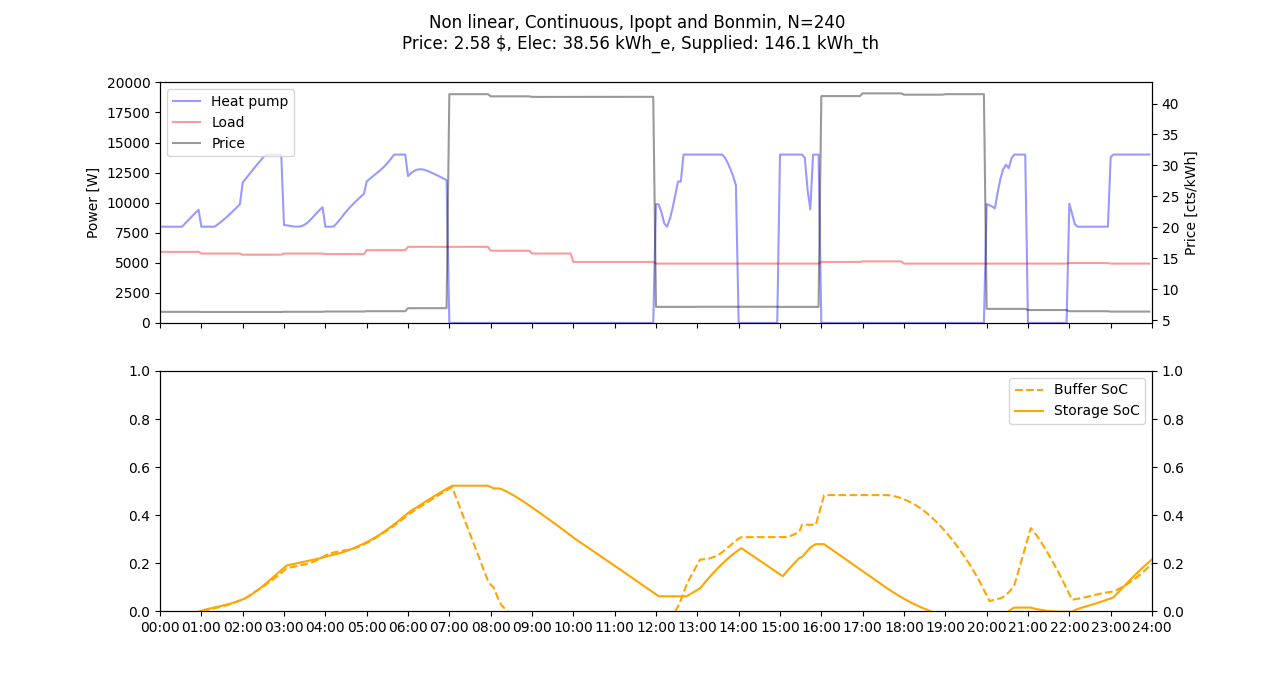 Non linear, Continuous, Ipopt and Bonmin, N=240
Price: 2.58 $, Elec: 38.56 kWh_e, Supplied: 146.1 kWh_th
Heat pump
Load
Price
Power [W]
20000
17500
15000
12500
10000
7500
5000
2500
0
Price [cts/kWh]
40
35
30
25
20
15
10
5
Buffer SoC
Storage SoC
1.0
0.8
0.6
0.4
0.2
0.0
1.0
0.8
0.6
0.4
0.2
0.0
00:00 01:00 02:00 03:00 04:00 05:00 06:00 07:00 08:00 09:00 10:00 11:00 12:00 13:00 14:00 15:00 16:00 17:00 18:00 19:00 20:00 21:00 22:00 23:00 24:00